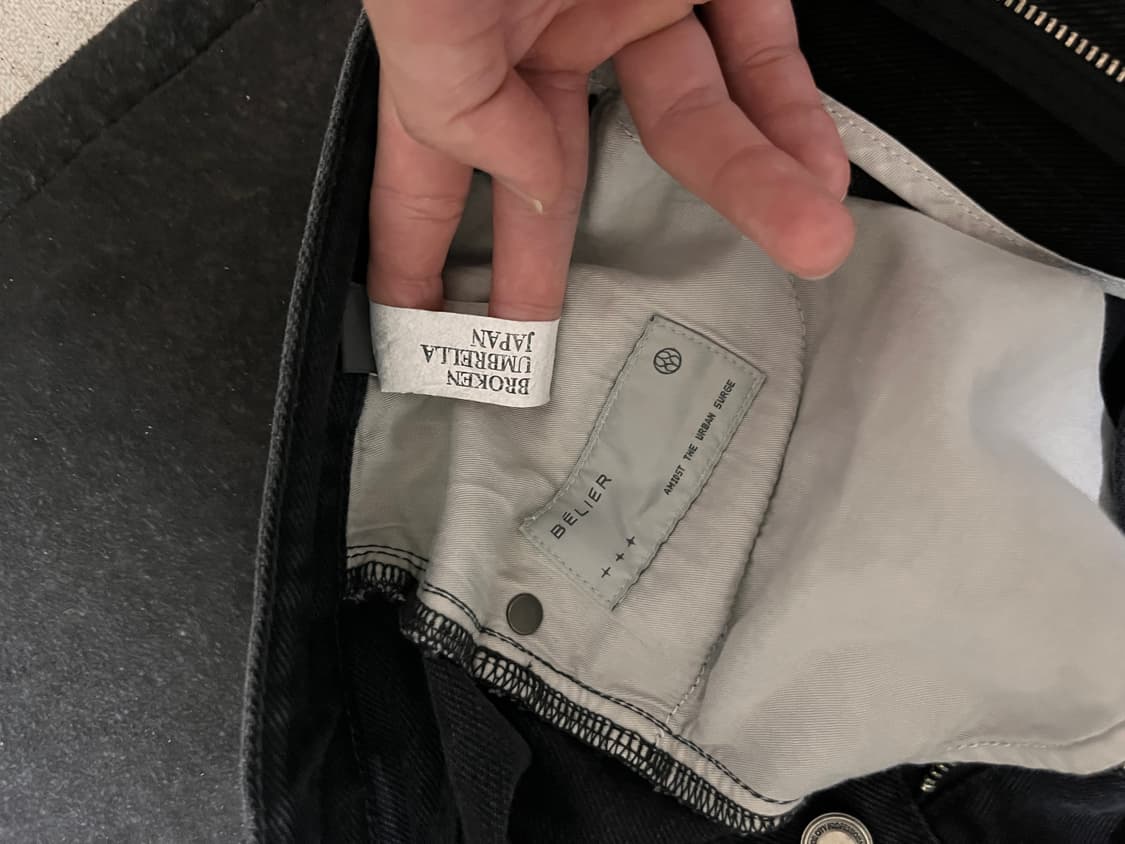 BROKEN
UMBRELLA
JAPAN
BÉLIER
AMIDST THE URBAN SURGE